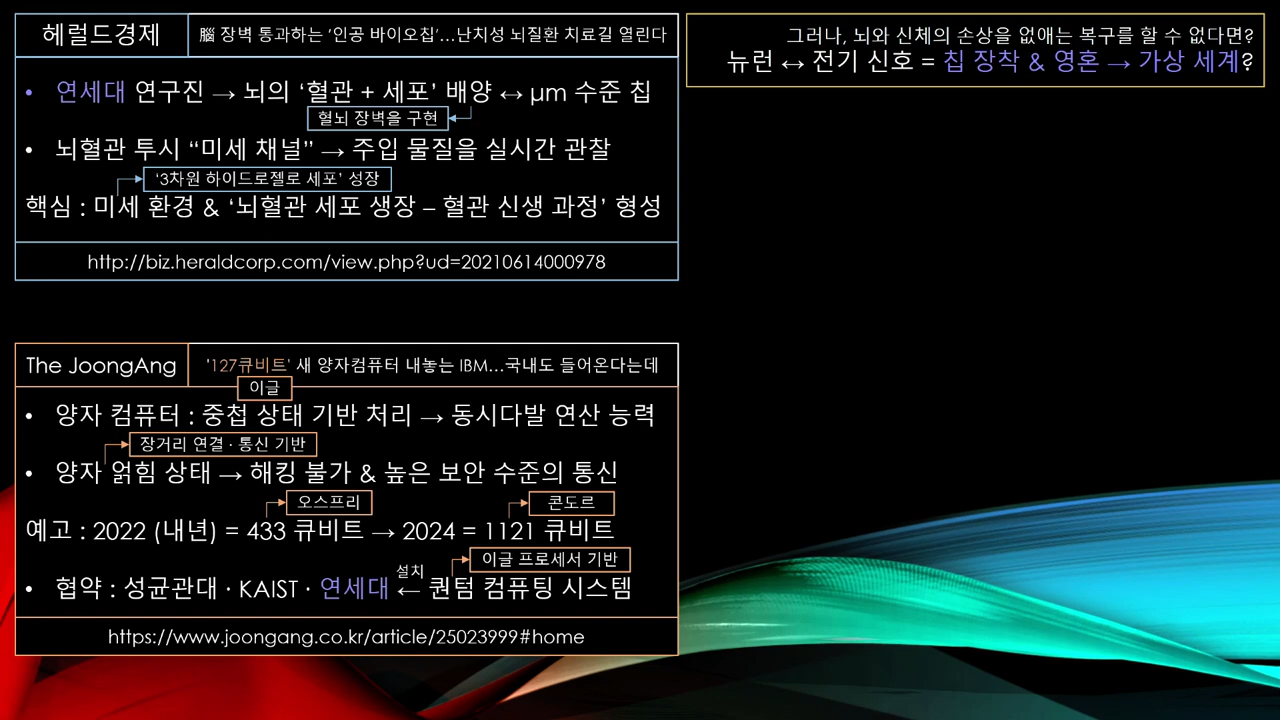 헤럴드경제
腦 장벽 통과하는 ‘인공 바이오칩’…난치성 뇌질환 치료길 열린다
• 연세대 연구진 → 뇌의 ‘혈관 + 세포’ 배양 ↔ μm 수준 칩
혈뇌 장벽을 구현
• 뇌혈관 투시 “미세 채널” → 주입 물질을 실시간 관찰
‘3차원 하이드로젤로 세포’ 성장
핵심 : 미세 환경 & ‘뇌혈관 세포 생장 – 혈관 신생 과정’ 형성
http://biz.heraldcorp.com/view.php?ud=20210614000978
그러나, 뇌와 신체의 손상을 없애는 복구를 할 수 없다면?
뉴런 ↔ 전기 신호 = 칩 장착 & 영혼 → 가상 세계?
The JoongAng
'127큐비트' 새 양자컴퓨터 내놓는 IBM…국내도 들어온다는데
이글
• 양자 컴퓨터 : 중첩 상태 기반 처리 → 동시다발 연산 능력
장거리 연결 · 통신 기반
• 양자 얽힘 상태 → 해킹 불가 & 높은 보안 수준의 통신
오스프리
콘도르
예고 : 2022 (내년) = 433 큐비트 → 2024 = 1121 큐비트
이글 프로세서 기반
설치
• 협약 : 성균관대 · KAIST · 연세대 ← 퀀텀 컴퓨팅 시스템
https://www.joongang.co.kr/article/25023999#home